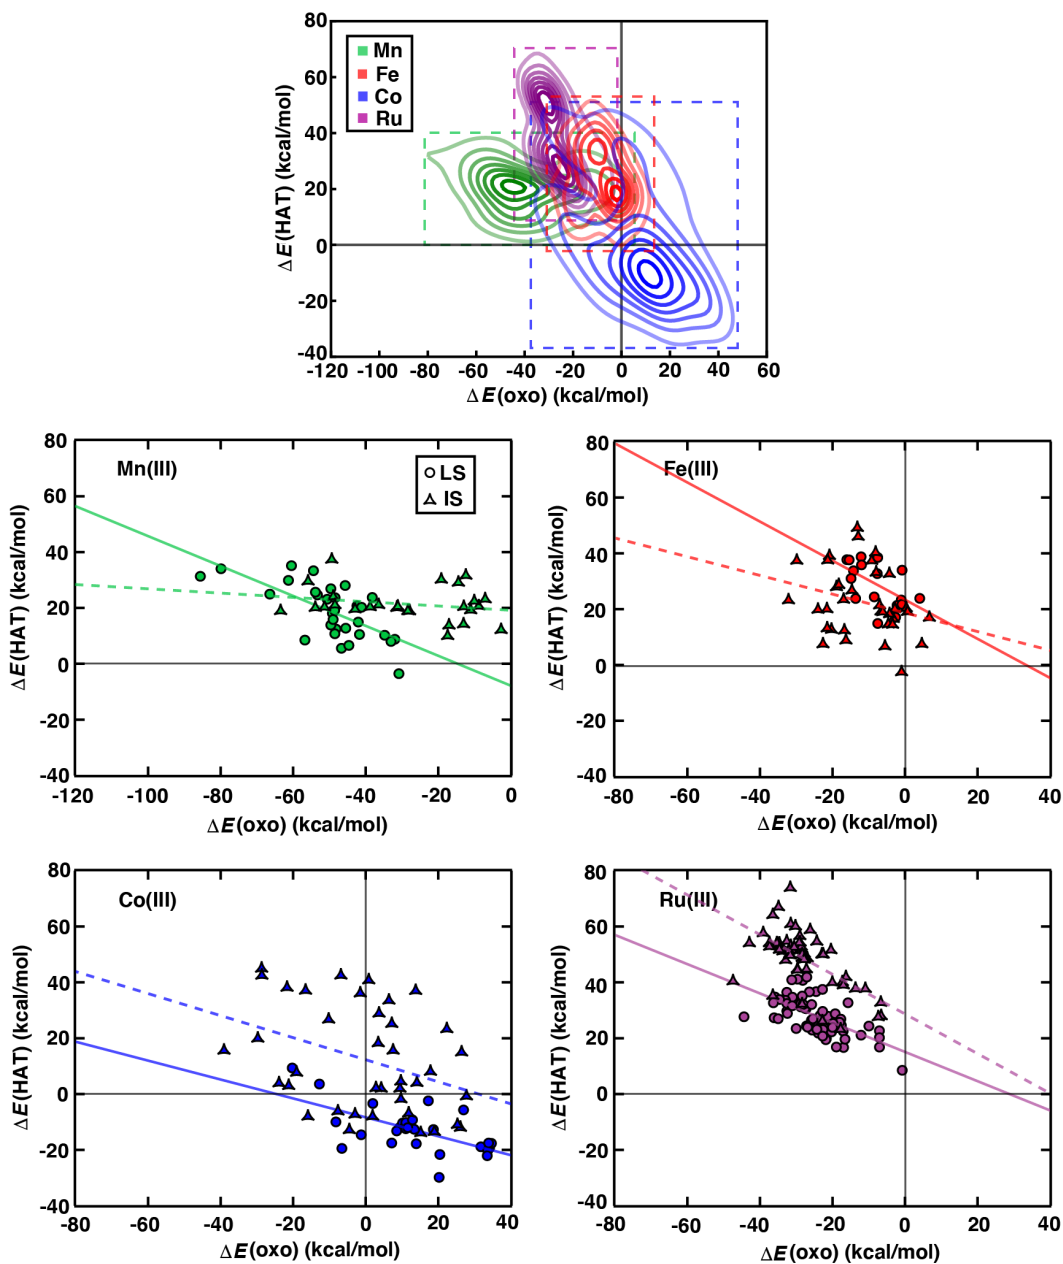 80
60
40
20
0
-20
-40
ΔE(HAT) (kcal/mol)
Mn
Fe
Co
Ru
-120 -100 -80 -60 -40 -20 0 20 40 60
ΔE(oxo) (kcal/mol)
80
60
40
20
0
-20
-40
ΔE(HAT) (kcal/mol)
Mn(III)
LS
IS
-120 -100 -80 -60 -40 -20 0
ΔE(oxo) (kcal/mol)
80
60
40
20
0
-20
-40
ΔE(HAT) (kcal/mol)
Fe(III)
-80 -60 -40 -20 0 20 40
ΔE(oxo) (kcal/mol)
80
60
40
20
0
-20
-40
ΔE(HAT) (kcal/mol)
Co(III)
-80 -60 -40 -20 0 20 40
ΔE(oxo) (kcal/mol)
80
60
40
20
0
-20
-40
ΔE(HAT) (kcal/mol)
Ru(III)
-80 -60 -40 -20 0 20 40
ΔE(oxo) (kcal/mol)